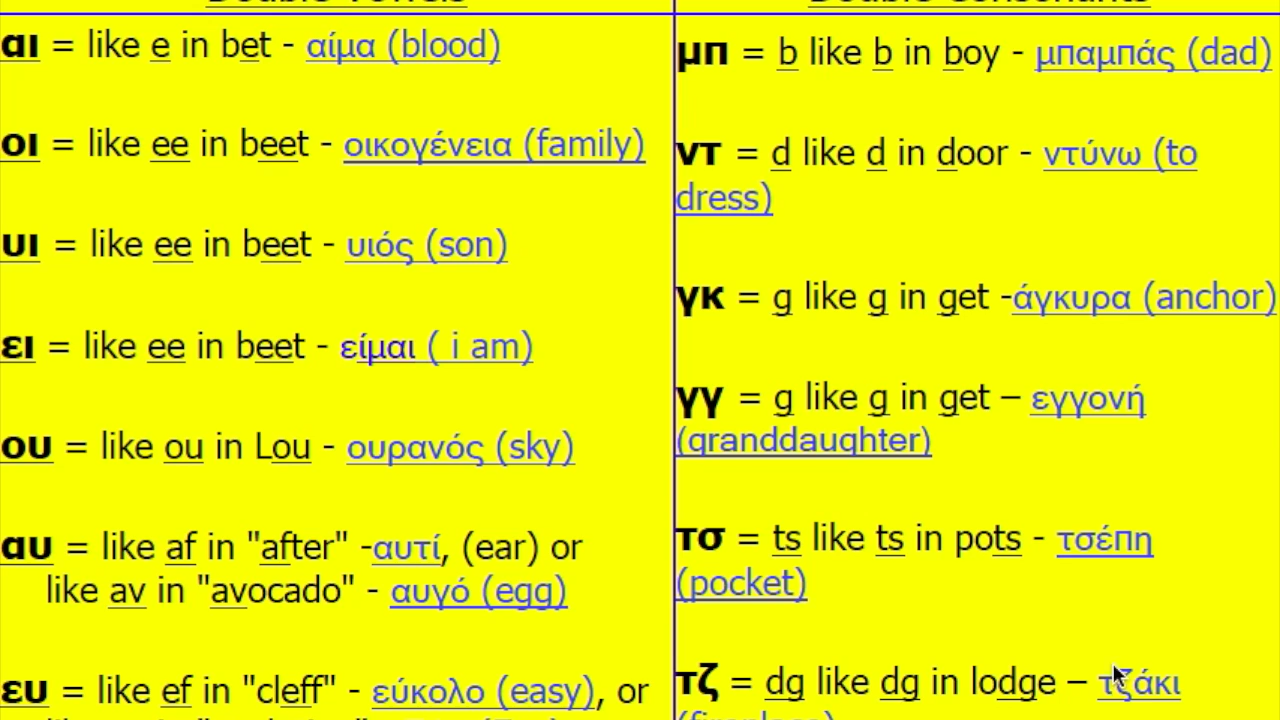 Double Vowels
αι = like e in bet - αίμα (blood)
οι = like ee in beet - οικογένεια (family)
υι = like ee in beet - υιός (son)
ει = like ee in beet - είμαι ( i am)
ου = like ou in Lou - ουρανός (sky)
αυ = like af in "after" -αυτί, (ear) or
like av in "avocado" - αυγό (egg)
ευ = like ef in "cleff" - εύκολο (easy), or
Double Consonants
μπ = b like b in boy - μπαμπάς (dad)
ντ = d like d in door - ντύνω (to
dress)
γκ = g like g in get -άγκυρα (anchor)
γγ = g like g in get – εγγονή
(granddaughter)
τσ = ts like ts in pots - τσέπη
(pocket)
τζ = dg like dg in lodge – τζάκι
(fireplace)